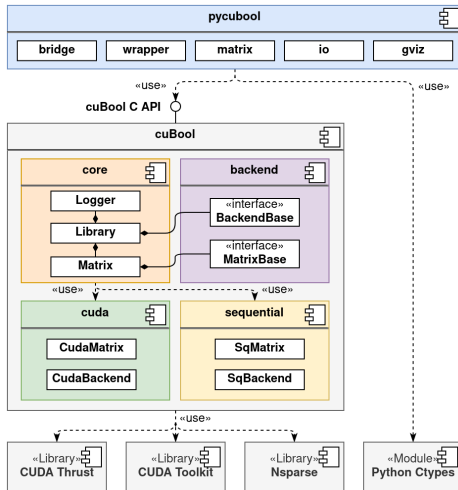 pycubool
bridge wrapper matrix io gviz
«use» «use»
cuBool C API
cuBool
core backend
Logger
«interface»
BackendBase
Library
«interface»
MatrixBase
Matrix
«use» «use»
cuda sequential
CudaMatrix SqMatrix
CudaBackend SqBackend
«use»
«Library» «Library» «Library» «Module»
CUDA Thrust CUDA Toolkit Nsparse Python Ctypes